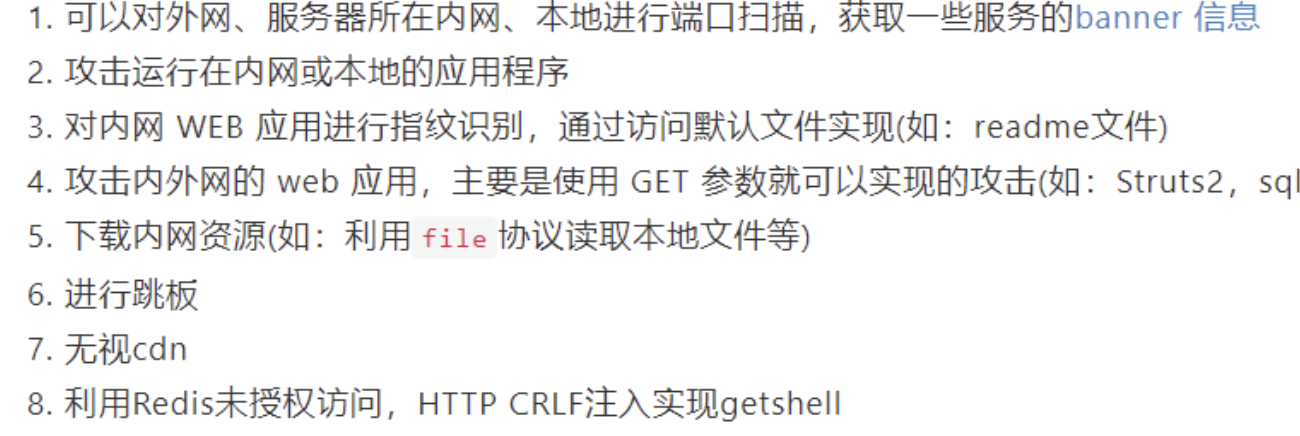 1. 可以对外网、服务器所在内网、本地进行端口扫描，获取一些服务的banner 信息
2. 攻击运行在内网或本地的应用程序
3. 对内网 WEB 应用进行指纹识别，通过访问默认文件实现(如：readme文件)
4. 攻击内外网的 web 应用，主要是使用 GET 参数就可以实现的攻击(如：Struts2，sql
5. 下载内网资源(如：利用file协议读取本地文件等)
6. 进行跳板
7. 无视cdn
8. 利用Redis未授权访问，HTTP CRLF注入实现getshell